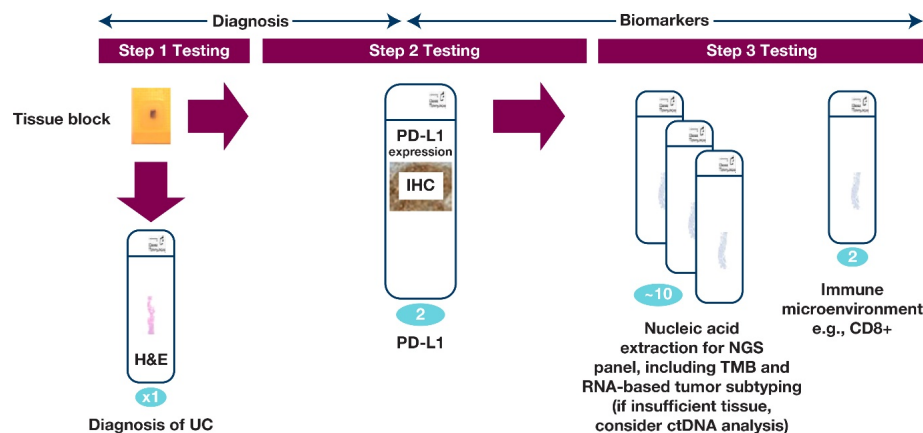 Diagnosis
Biomarkers
Step 1 Testing
Step 2 Testing
Step 3 Testing
Tissue block
PD-L1
expression
IHC
2
PD-L1
H&E
x1
Diagnosis of UC
~10
Nucleic acid
extraction for NGS
panel, including TMB and
RNA-based tumor subtyping
(if insufficient tissue,
consider ctDNA analysis)
2
Immune
microenvironment
e.g., CD8+